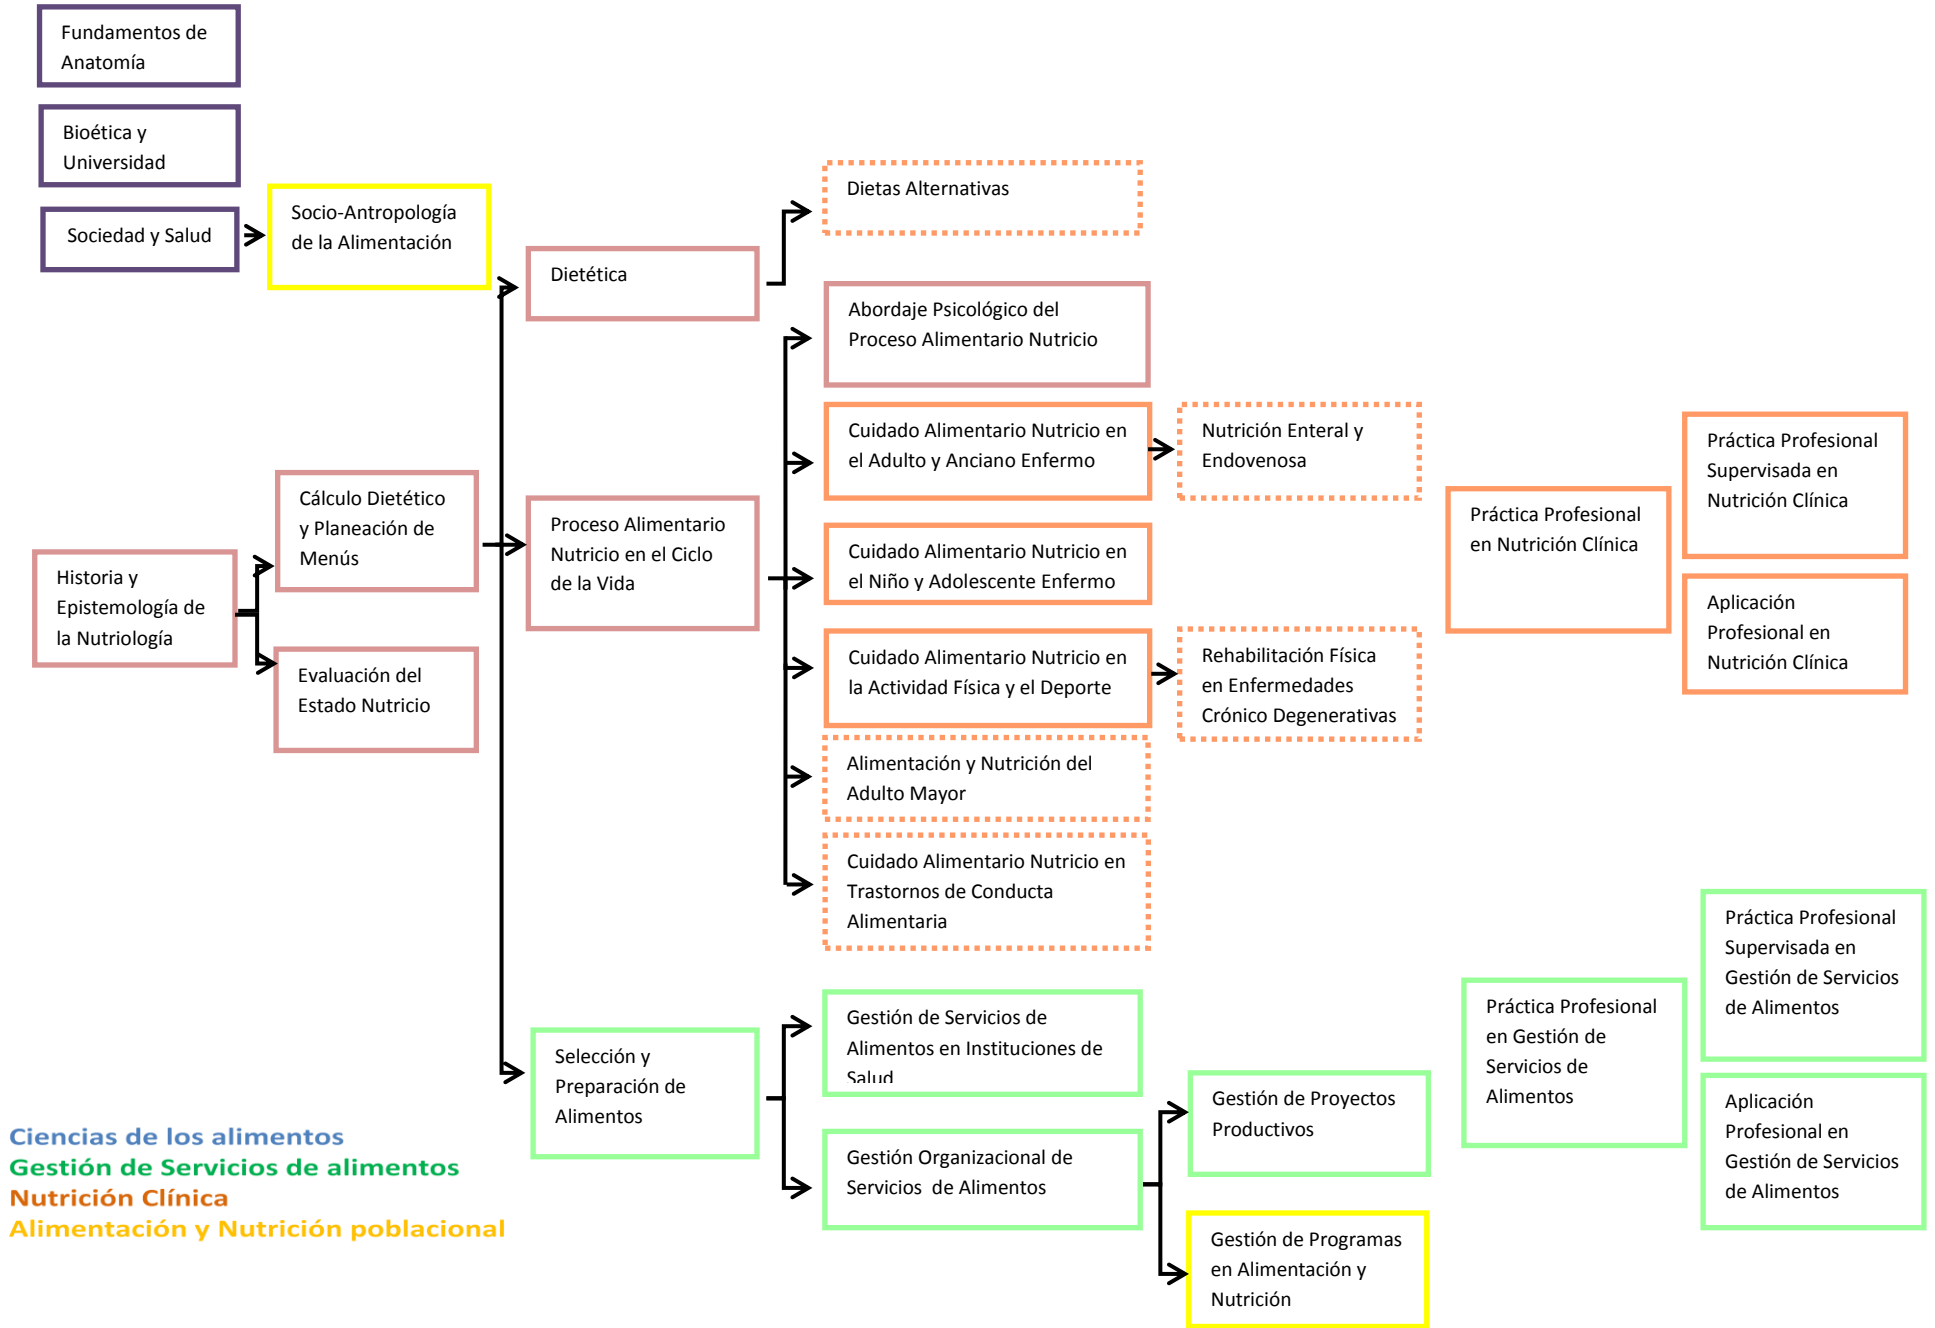 Fundamentos de
Anatomía
Bioética y
Universidad
Sociedad y Salud
Socio-Antropología
de la Alimentación
Historia y
Epistemología de
la Nutriología
Cálculo Dietético
y Planeación de
Menús
Evaluación del
Estado Nutricio
Dietética
Proceso Alimentario
Nutricio en el Ciclo
de la Vida
Selección y
Preparación de
Alimentos
Dietas Alternativas
Abordaje Psicológico del
Proceso Alimentario Nutricio
Cuidado Alimentario Nutricio en
el Adulto y Anciano Enfermo
Cuidado Alimentario Nutricio en
el Niño y Adolescente Enfermo
Cuidado Alimentario Nutricio en
la Actividad Física y el Deporte
Alimentación y Nutrición del
Adulto Mayor
Cuidado Alimentario Nutricio en
Trastornos de Conducta
Alimentaria
Gestión de Servicios de
Alimentos en Instituciones de
Salud
Gestión Organizacional de
Servicios de Alimentos
Nutrición Enteral y
Endovenosa
Rehabilitación Física
en Enfermedades
Crónico Degenerativas
Gestión de Proyectos
Productivos
Gestión de Programas
en Alimentación y
Nutrición
Práctica Profesional
en Nutrición Clínica
Práctica Profesional
en Gestión de
Servicios de
Alimentos
Práctica Profesional
Supervisada en
Nutrición Clínica
Aplicación
Profesional en
Nutrición Clínica
Práctica Profesional
Supervisada en
Gestión de Servicios
de Alimentos
Aplicación
Profesional en
Gestión de Servicios
de Alimentos
Ciencias de los alimentos
Gestión de Servicios de alimentos
Nutrición Clínica
Alimentación y Nutrición poblacional